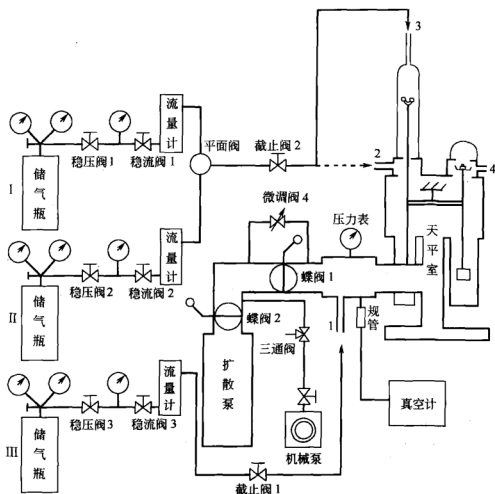 3
流量计
平面阀
截止阀 2
稳压阀1
稳流阀 1
2
4
I
储气瓶
微调阀 4
压力表
天平室
流量计
蝶阀 1
稳压阀2
稳流阀 2
II
储气瓶
蝶阀 2
三通阀
1
规管
扩散泵
流量计
真空计
稳压阀3
稳流阀 3
III
储气瓶
机械泵
截止阀 1